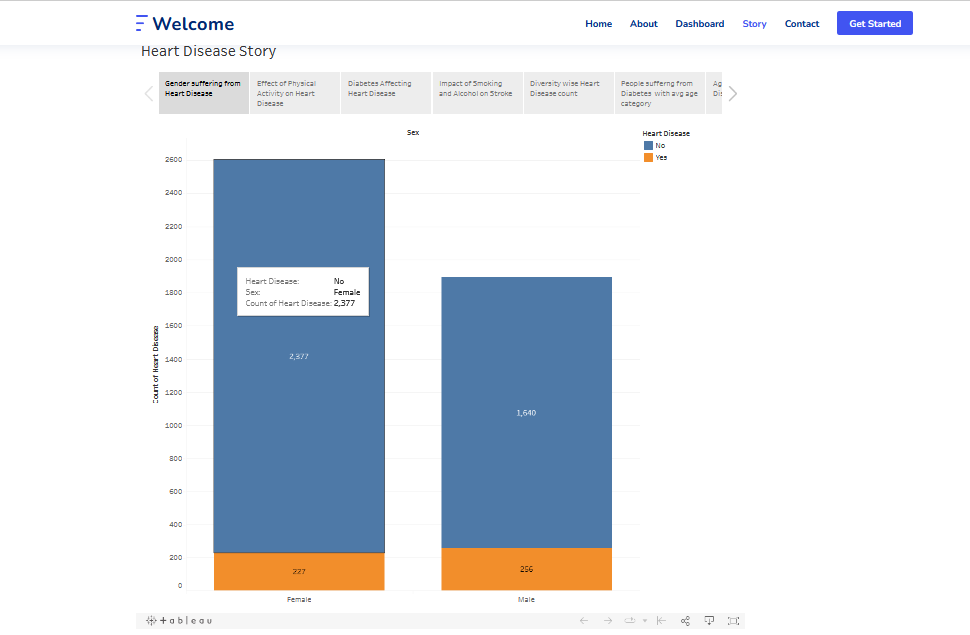 Welcome
Home About Dashboard Story Contact Get Started
Heart Disease Story
Gender suffering from
Heart Disease
Effect of Physical
Activity on Heart
Disease
Diabetes Affecting
Heart Disease
Impact of Smoking
and Alcohol on Stroke
Diversity wise Heart
Disease count
People sufferng from
Diabetes with avg age
category
Ag
Dis
Sex
Heart Disease
No
Yes
Count of Heart Disease
2600
2400
2200
2000
1800
1600
1400
1200
1000
800
600
400
200
0
Heart Disease: No
Sex: Female
Count of Heart Disease: 2,377
2,377
1,640
227
256
Female
Male
+ableau